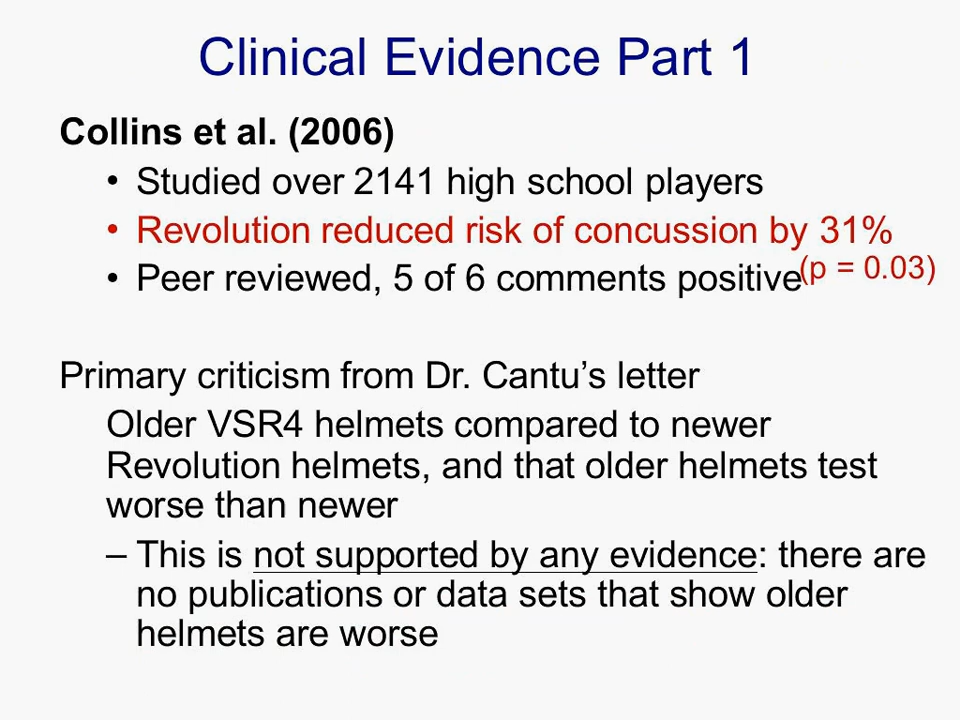 Clinical Evidence Part 1
Collins et al. (2006)
• Studied over 2141 high school players
• Revolution reduced risk of concussion by 31%
(p = 0.03)
• Peer reviewed, 5 of 6 comments positive
Primary criticism from Dr. Cantu’s letter
Older VSR4 helmets compared to newer
Revolution helmets, and that older helmets test
worse than newer
– This is not supported by any evidence: there are
no publications or data sets that show older
helmets are worse